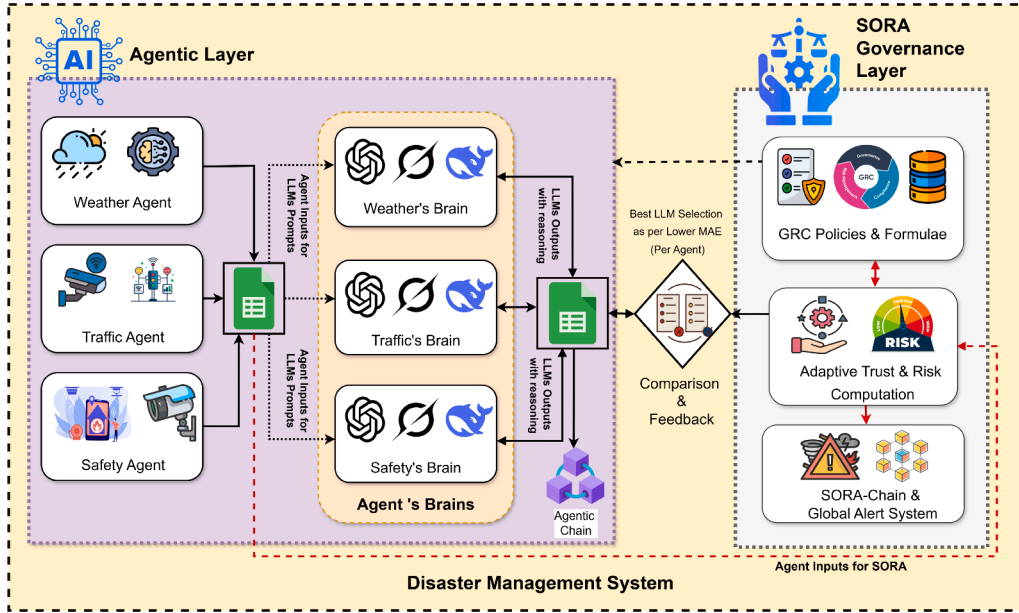 AI
Agentic Layer
SORA
Governance
Layer
Weather Agent
Traffic Agent
Safety Agent
Agent Inputs for
LLMs Prompts
Agent Inputs for
LLMs Prompts
Weather's Brain
Traffic's Brain
Safety's Brain
Agent 's Brains
LLMs Outputs
with reasoning
LLMs Outputs
with reasoning
Agentic
Chain
Best LLM Selection
as per Lower MAE
(Per Agent)
Comparison
&
Feedback
Governance
GRC
GRC Policies & Formulae
RISK
Adaptive Trust & Risk
Computation
SORA-Chain &
Global Alert System
Agent Inputs for SORA
Disaster Management System